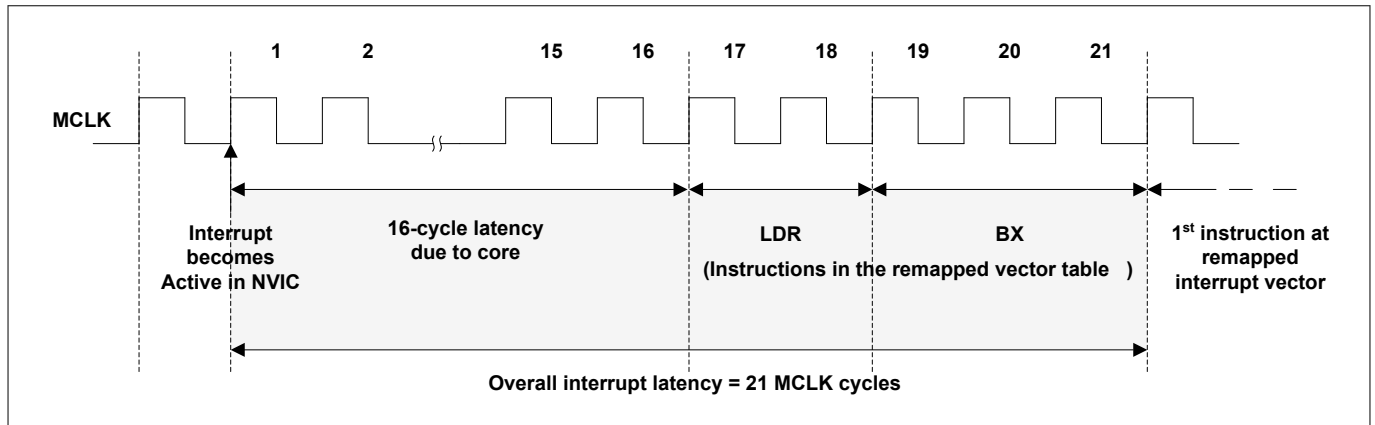 1 2 15 16 17 18 19 20 21
MCLK
Interrupt
becomes
Active in NVIC
16-cycle latency
due to core
LDR
BX
(Instructions in the remapped vector table )
1st instruction at
remapped
interrupt vector
Overall interrupt latency = 21 MCLK cycles